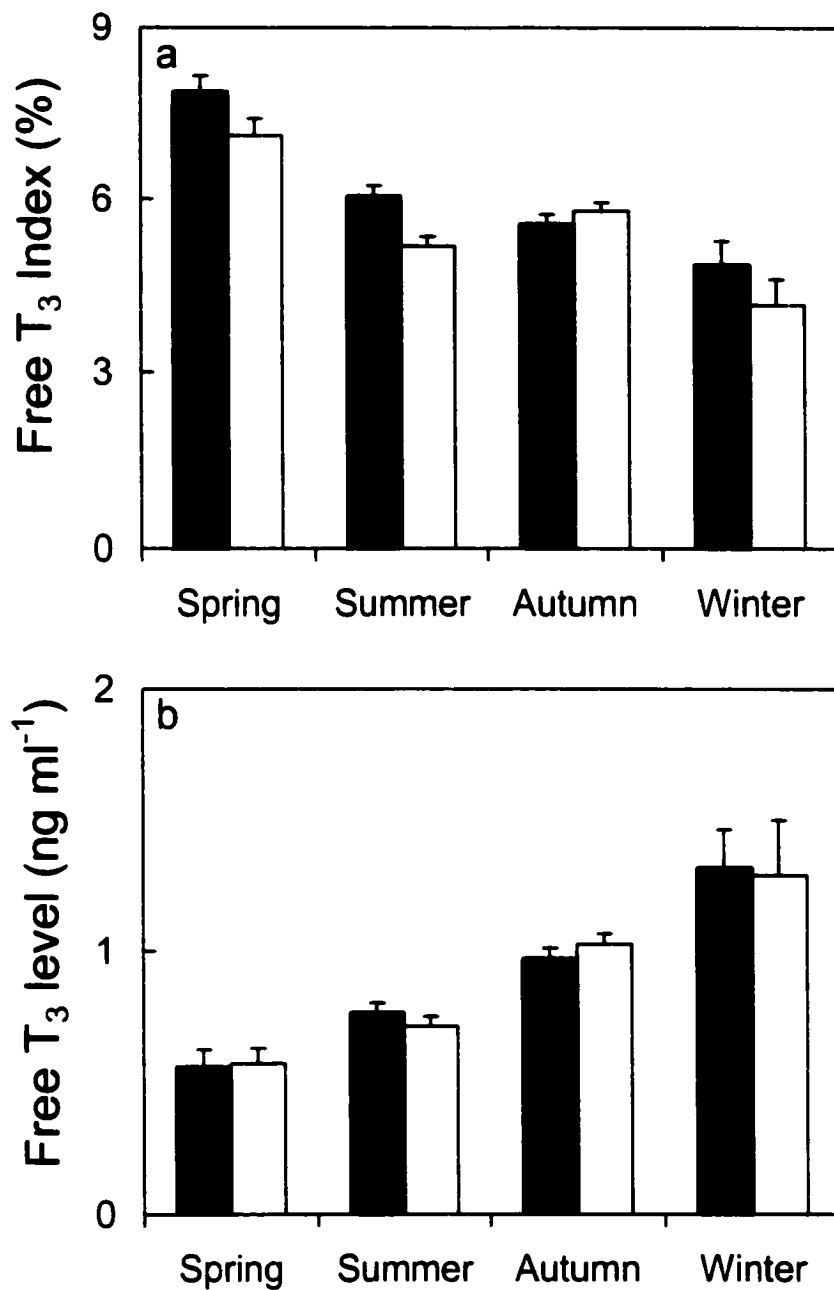 9
a
6
3
0
Free T₃ Index (%)
Spring Summer Autumn Winter
2
b
1
0
Free T₃ level (ng ml⁻¹)
Spring Summer Autumn Winter